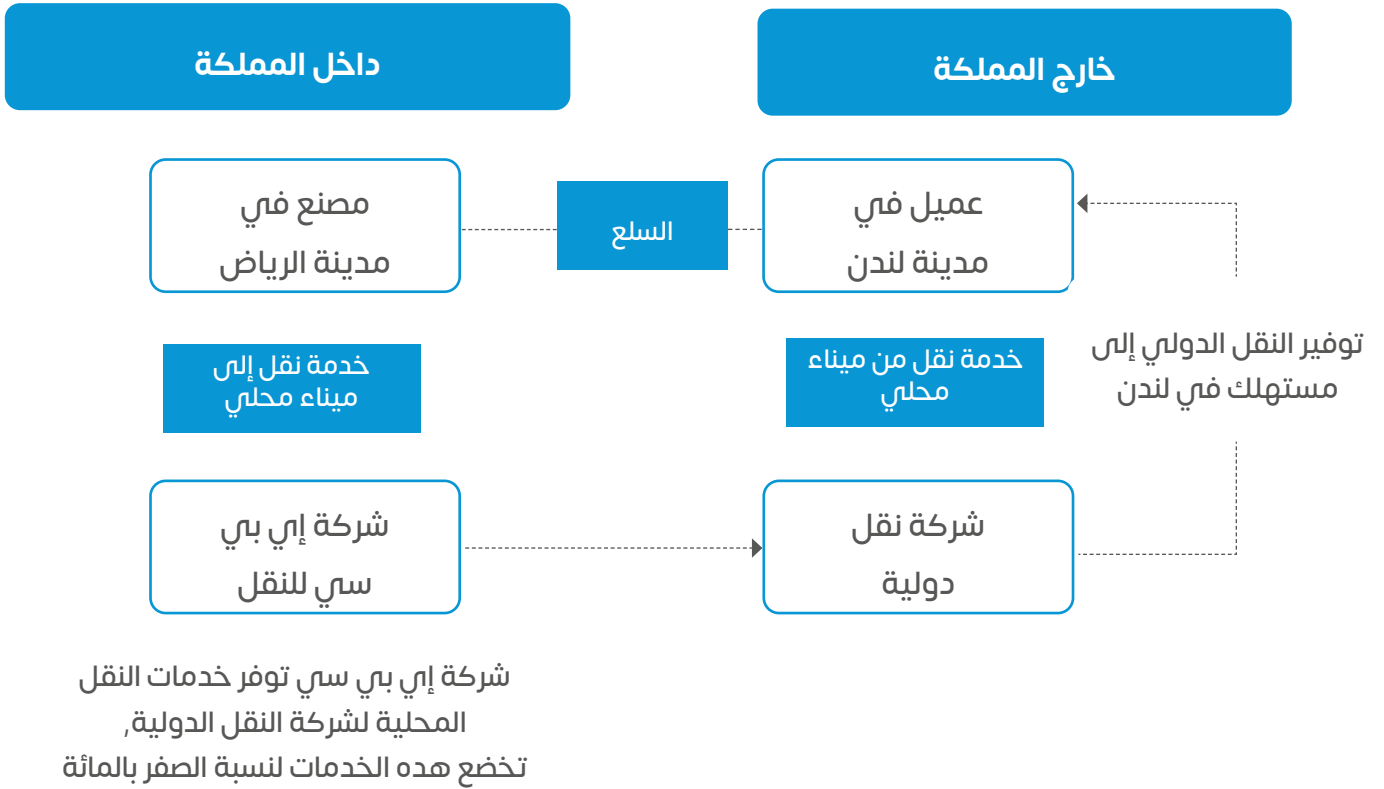 خارج المملكة
داخل المملكة
عميل في
مدينة لندن
السلع
مصنع في
مدينة الرياض
توفير النقل الدولي إلى
مستهلك في لندن
خدمة نقل من ميناء
محلي
خدمة نقل إلى
ميناء محلي
شركة نقل
دولية
شركة إي بي
سي للنقل
شركة إي بي سي توفر خدمات النقل
المحلية لشركة النقل الدولية,
تخضع هده الخدمات لنسبة الصفر بالمائة